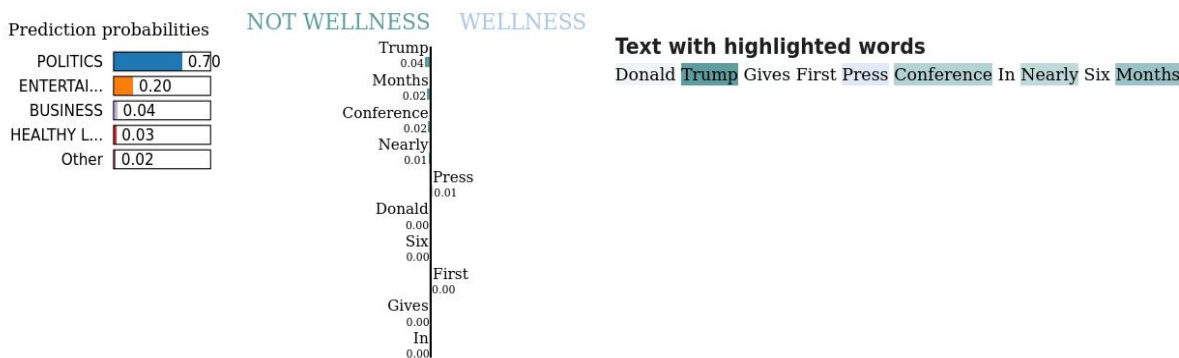 Prediction probabilities
POLITICS 0.70
ENTERTAI... 0.20
BUSINESS 0.04
HEALTHY L... 0.03
Other 0.02
NOT WELLNESS WELLNESS
Trump
0.04
Months
0.02
Conference
0.02
Nearly
0.01
Press
0.01
Donald
0.00
Six
0.00
First
0.00
Gives
0.00
In
0.00
Text with highlighted words
Donald Trump Gives First Press Conference In Nearly Six Months